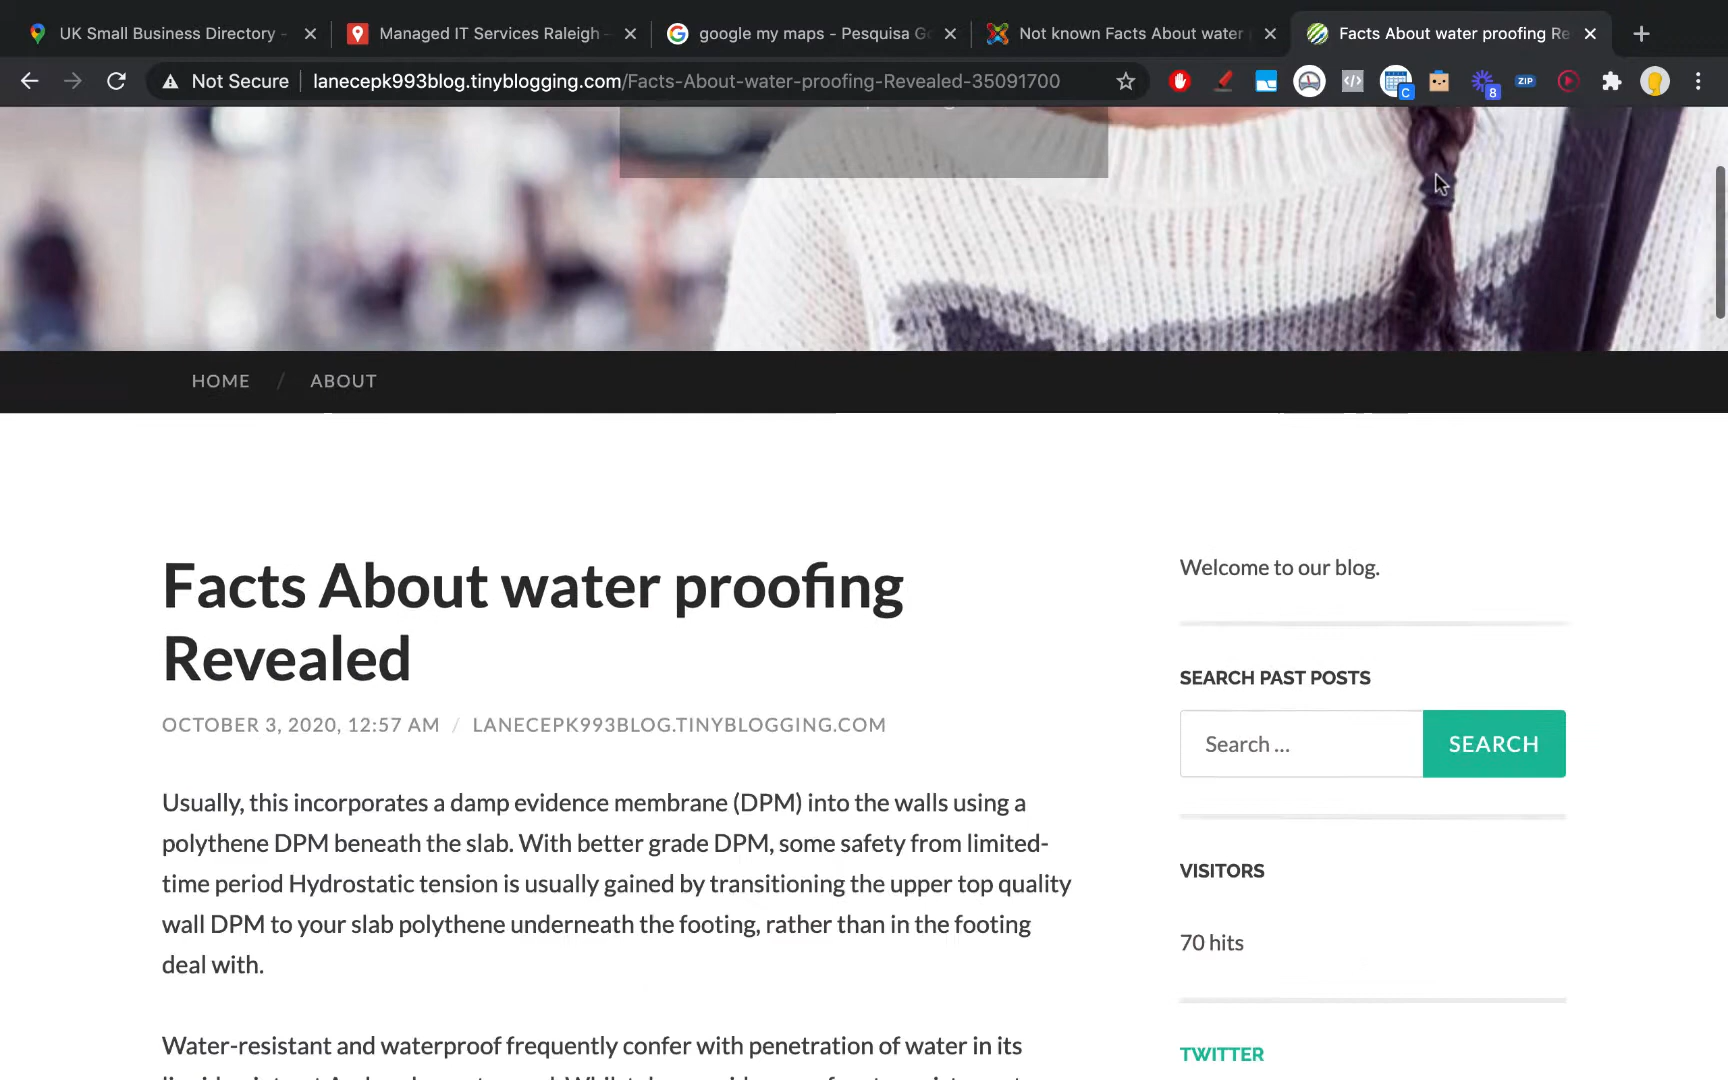 UK Small Business Directory -
Managed IT Services Raleigh -
google my maps - Pesquisa Go
Not known Facts About water
Facts About water proofing Re
Not Secure
lanecepk993blog.tinyblogging.com/Facts-About-water-proofing-Revealed-35091700
C
8
ZIP
HOME / ABOUT
Facts About water proofing
Revealed
OCTOBER 3, 2020, 12:57 AM / LANECEPK993BLOG.TINYBLOGGING.COM
Usually, this incorporates a damp evidence membrane (DPM) into the walls using a
polythene DPM beneath the slab. With better grade DPM, some safety from limited-
time period Hydrostatic tension is usually gained by transitioning the upper top quality
wall DPM to your slab polythene underneath the footing, rather than in the footing
deal with.
Water-resistant and waterproof frequently confer with penetration of water in its
Welcome to our blog.
SEARCH PAST POSTS
Search ...
SEARCH
VISITORS
70 hits
TWITTER